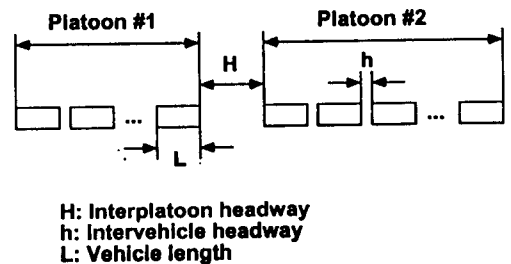 Platoon #1
Platoon #2
H
h
...
...
L
H: Interplatoon headway
h: Intervehicle headway
L: Vehicle length